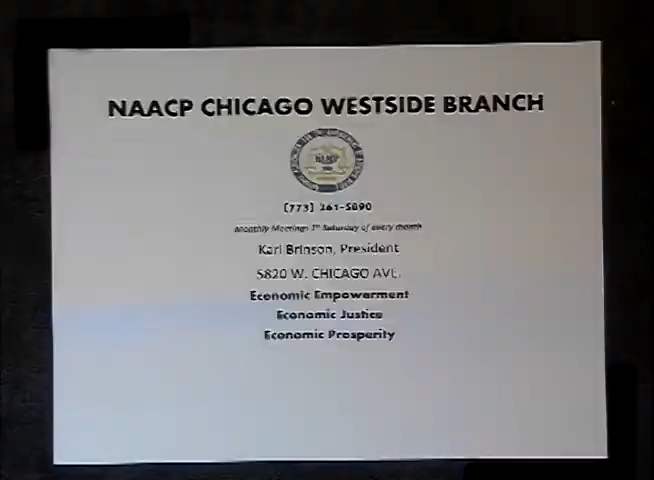 NAACP CHICAGO WESTSIDE BRANCH
NAACP
[773] 261-5890
Monthly Meetings 1st Saturday of every month
Karl Brinson, President
5820 W. CHICAGO AVE.
Economic Empowerment
Economic Justice
Economic Prosperity